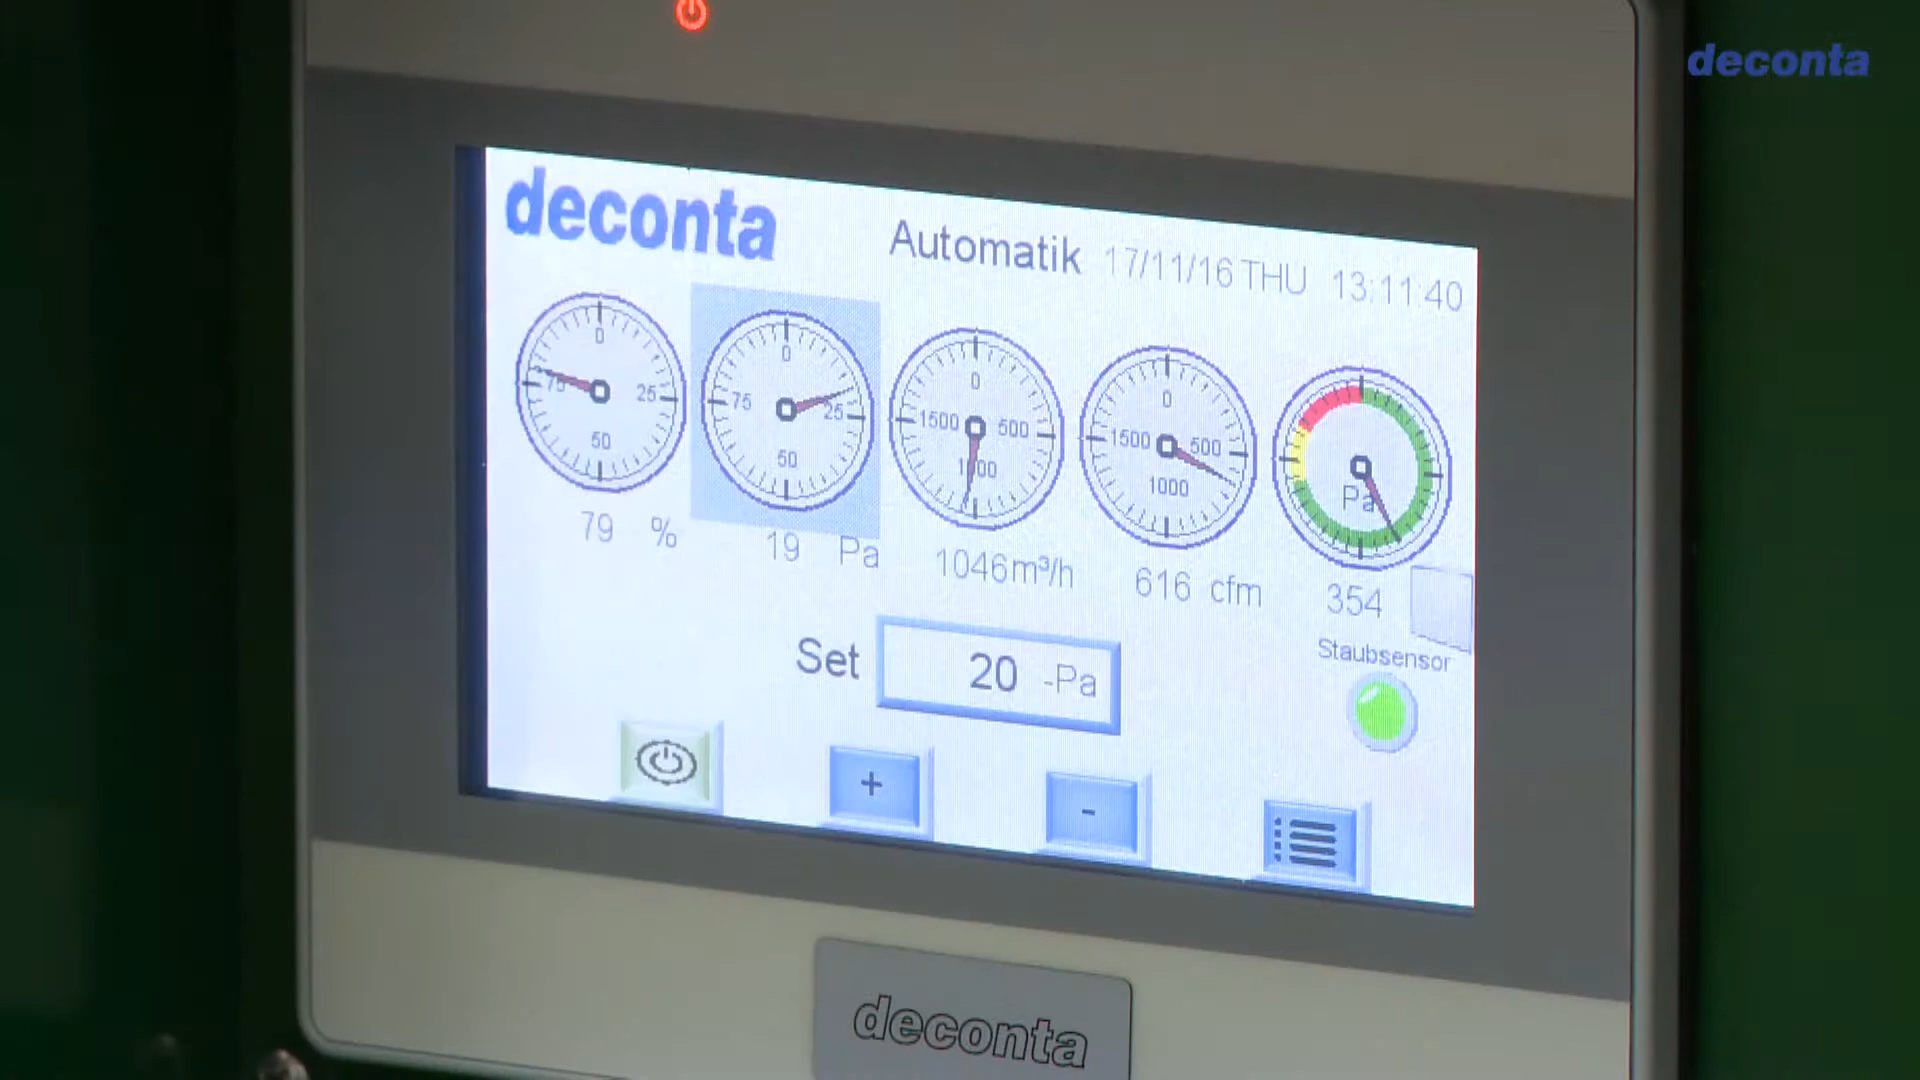 deconta
deconta
Automatik 17/11/16 THU 13:11:40
0 25 50 75
0 25 50 75
0 500 1000 1500
0 500 1000 1500
Pa
79 %
19 Pa
1046 m³/h
616 cfm
354
Staubsensor
Set 20 -Pa
+ -
deconta